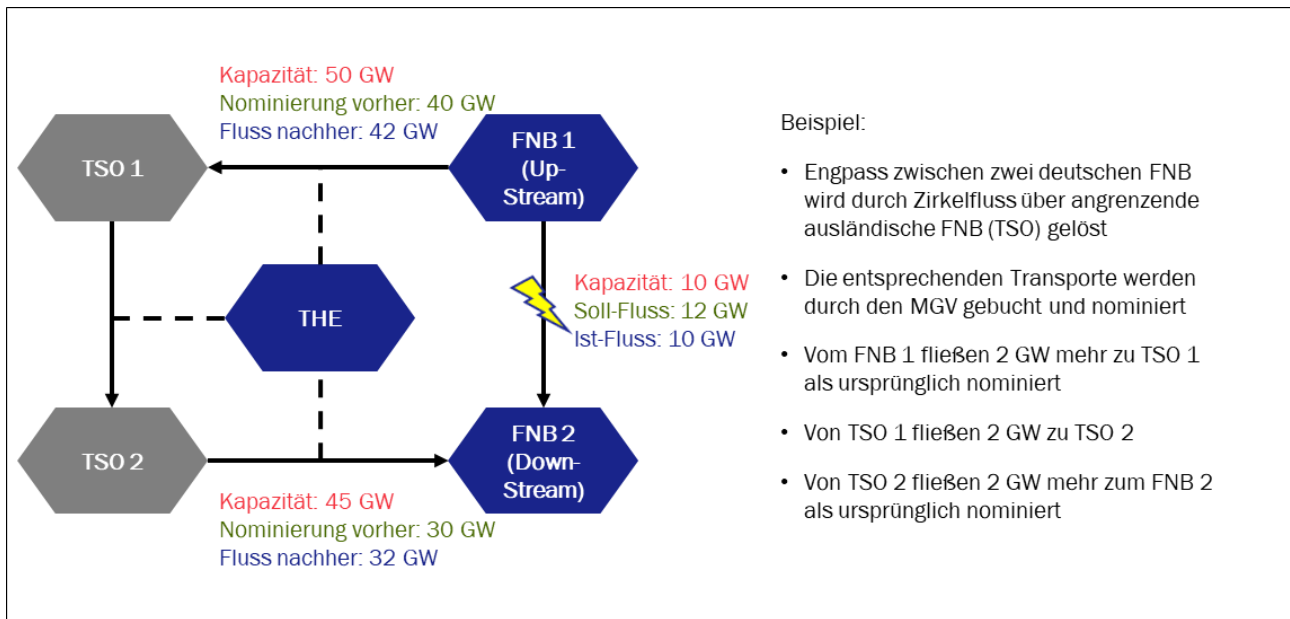 Kapazität: 50 GW
Nominierung vorher: 40 GW
Fluss nachher: 42 GW
TSO 1
FNB 1
(Up-
Stream)
Kapazität: 10 GW
Soll-Fluss: 12 GW
Ist-Fluss: 10 GW
THE
TSO 2
FNB 2
(Down-
Stream)
Kapazität: 45 GW
Nominierung vorher: 30 GW
Fluss nachher: 32 GW
Beispiel:
• Engpass zwischen zwei deutschen FNB
wird durch Zirkelfluss über angrenzende
ausländische FNB (TSO) gelöst
• Die entsprechenden Transporte werden
durch den MGV gebucht und nominiert
• Vom FNB 1 fließen 2 GW mehr zu TSO 1
als ursprünglich nominiert
• Von TSO 1 fließen 2 GW zu TSO 2
• Von TSO 2 fließen 2 GW mehr zum FNB 2
als ursprünglich nominiert